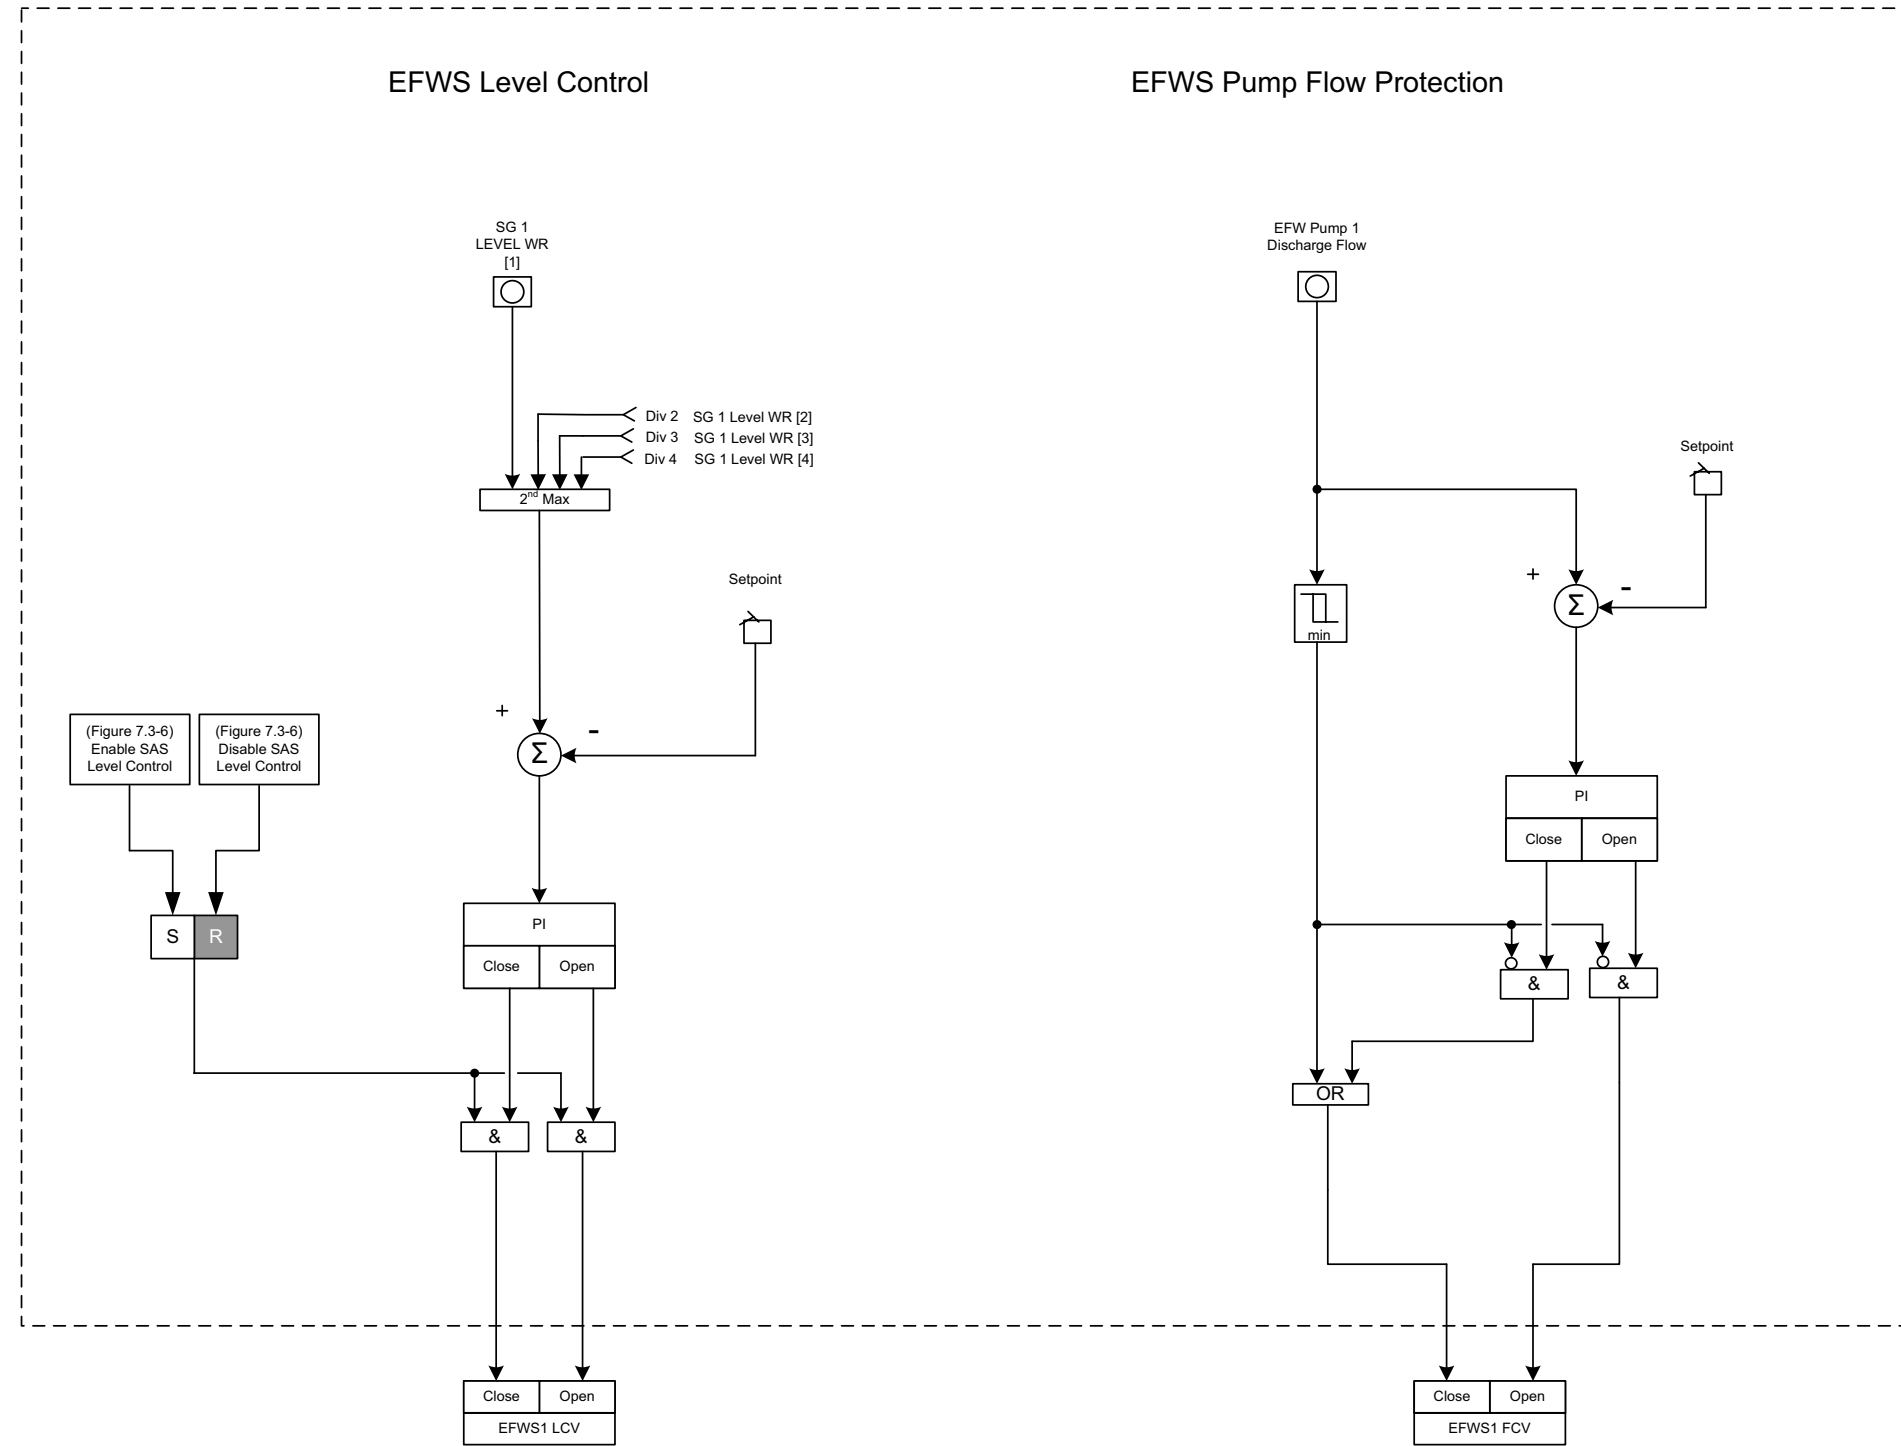 EFWS Level Control
EFWS Pump Flow Protection
SG 1
LEVEL WR
[1]
Div 2 SG 1 Level WR [2]
Div 3 SG 1 Level WR [3]
Div 4 SG 1 Level WR [4]
2nd Max
Setpoint
+
-
Σ
(Figure 7.3-6)
Enable SAS
Level Control
(Figure 7.3-6)
Disable SAS
Level Control
S R
PI
Close Open
& &
Close Open
EFWS1 LCV
EFW Pump 1
Discharge Flow
Setpoint
min
+
-
Σ
PI
Close Open
& &
OR
Close Open
EFWS1 FCV